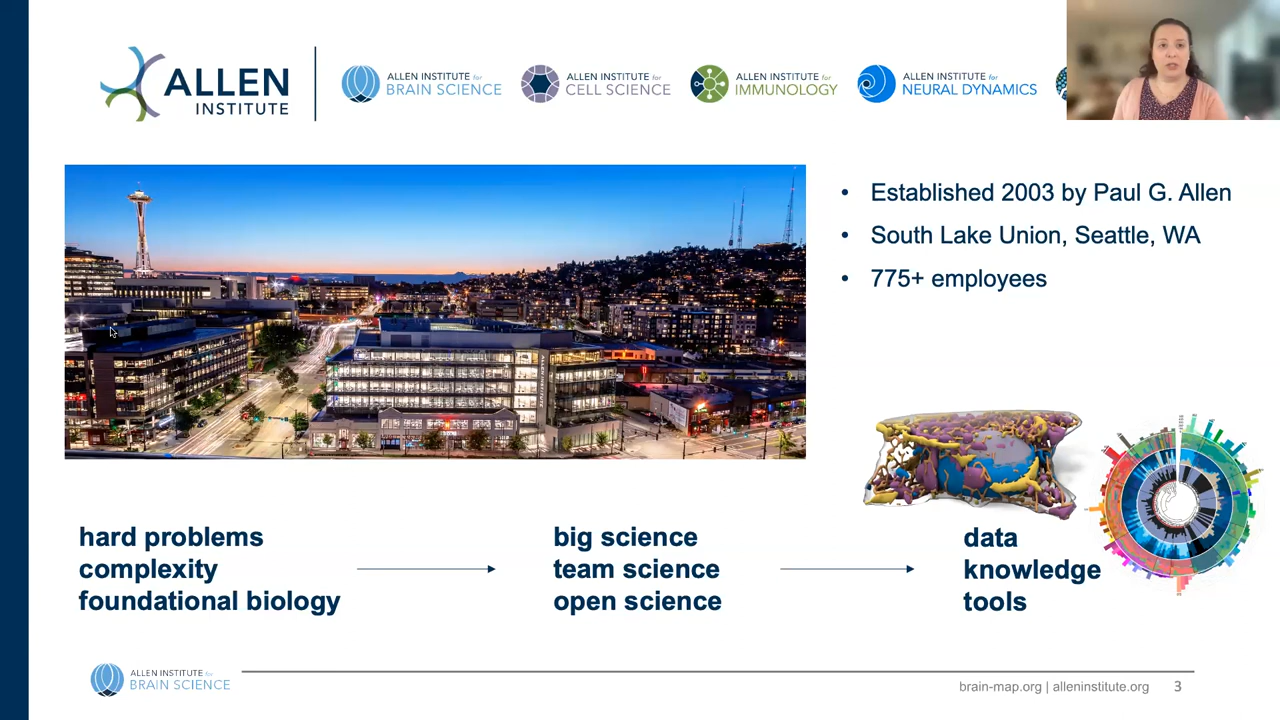 ALLEN
INSTITUTE
ALLEN INSTITUTE for
BRAIN SCIENCE
ALLEN INSTITUTE for
CELL SCIENCE
ALLEN INSTITUTE for
IMMUNOLOGY
ALLEN INSTITUTE for
NEURAL DYNAMICS
• Established 2003 by Paul G. Allen
• South Lake Union, Seattle, WA
• 775+ employees
hard problems
complexity
foundational biology
big science
team science
open science
data
knowledge
tools
ALLEN INSTITUTE for
BRAIN SCIENCE
brain-map.org | alleninstitute.org 3